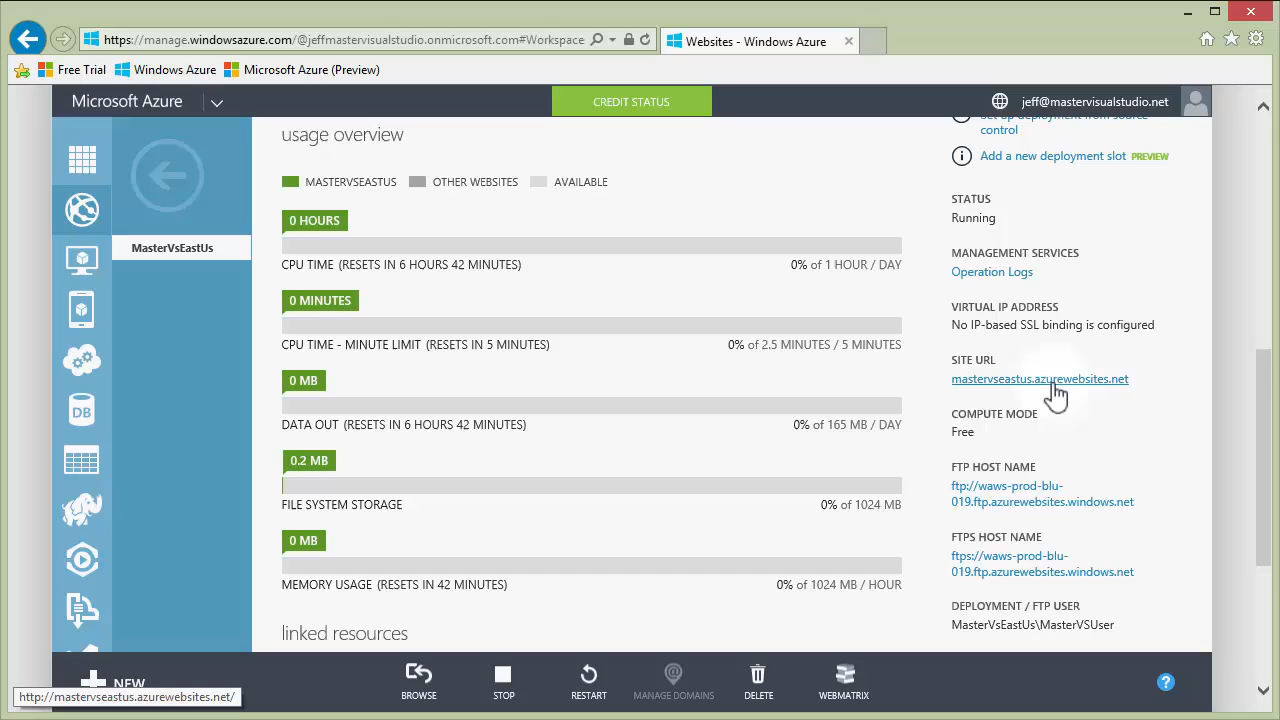 https://manage.windowsazure.com/@jeffmastervisualstudio.onmicrosoft.com#Workspace
Websites - Windows Azure
Free Trial
Windows Azure
Microsoft Azure (Preview)
Microsoft Azure
CREDIT STATUS
jeff@mastervisualstudio.net
MasterVsEastUs
usage overview
MASTERVSEASTUS
OTHER WEBSITES
AVAILABLE
0 HOURS
CPU TIME (RESETS IN 6 HOURS 42 MINUTES)
0% of 1 HOUR / DAY
0 MINUTES
CPU TIME - MINUTE LIMIT (RESETS IN 5 MINUTES)
0% of 2.5 MINUTES / 5 MINUTES
0 MB
DATA OUT (RESETS IN 6 HOURS 42 MINUTES)
0% of 165 MB / DAY
0.2 MB
FILE SYSTEM STORAGE
0% of 1024 MB
0 MB
MEMORY USAGE (RESETS IN 42 MINUTES)
0% of 1024 MB / HOUR
linked resources
Set up deployment from source
control
Add a new deployment slot PREVIEW
STATUS
Running
MANAGEMENT SERVICES
Operation Logs
VIRTUAL IP ADDRESS
No IP-based SSL binding is configured
SITE URL
mastervseastus.azurewebsites.net
COMPUTE MODE
Free
FTP HOST NAME
ftp://waws-prod-blu-
019.ftp.azurewebsites.windows.net
FTPS HOST NAME
ftps://waws-prod-blu-
019.ftp.azurewebsites.windows.net
DEPLOYMENT / FTP USER
MasterVsEastUs\MasterVSUser
DB
NEW
BROWSE
STOP
RESTART
MANAGE DOMAINS
DELETE
WEBMATRIX
?
http://mastervseastus.azurewebsites.net/